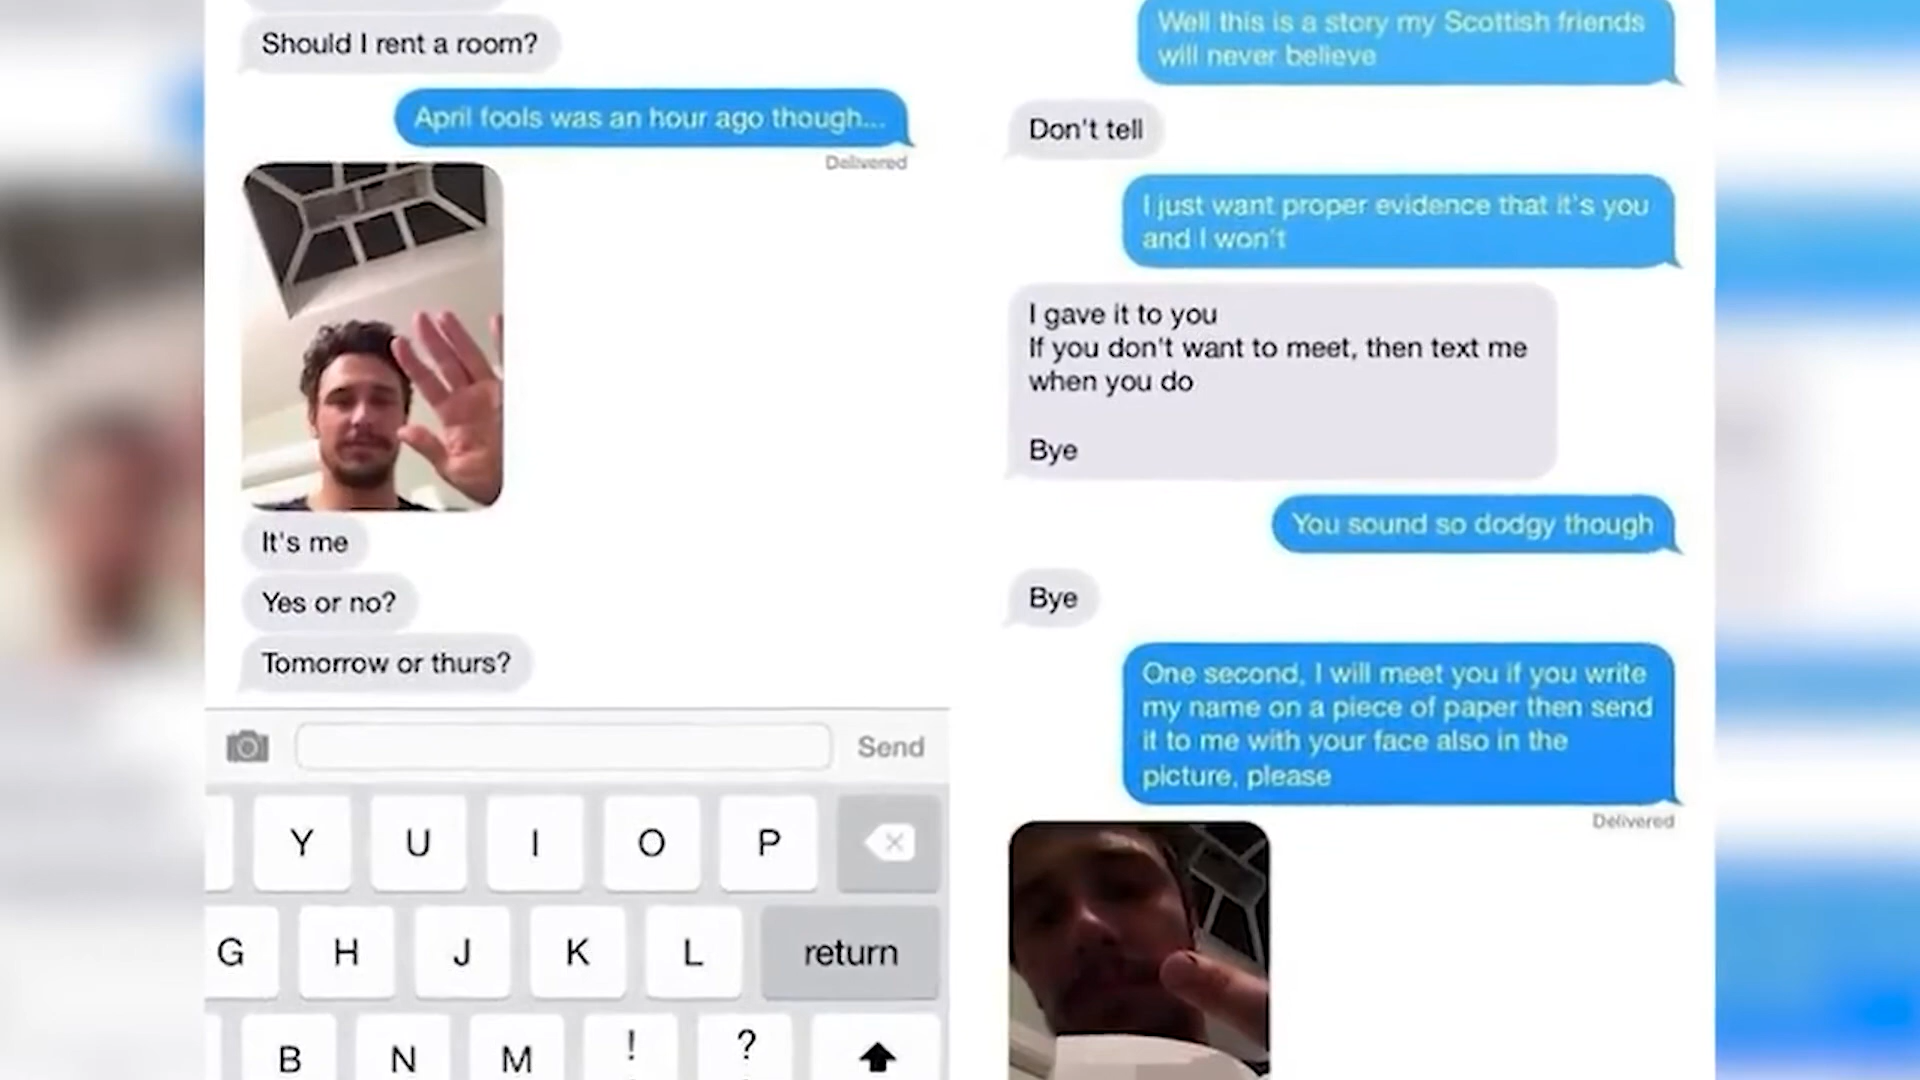 Should I rent a room?
April fools was an hour ago though...
Delivered
It's me
Yes or no?
Tomorrow or thurs?
Send
Y U I O P
G H J K L return
B N M ! ?
Well this is a story my Scottish friends
will never believe
Don't tell
I just want proper evidence that it's you
and I won't
I gave it to you
If you don't want to meet, then text me
when you do
Bye
You sound so dodgy though
Bye
One second, I will meet you if you write
my name on a piece of paper then send
it to me with your face also in the
picture, please
Delivered